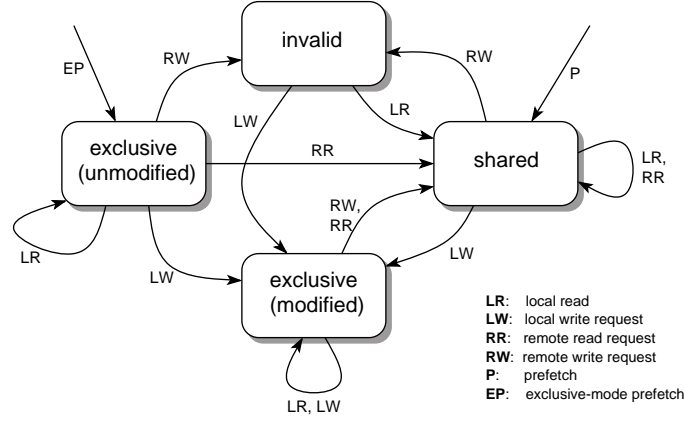 invalid
EP
RW
RW
P
LW
LR
exclusive
(unmodified)
RR
shared
LR,
RR
RW,
RR
LR
LW
LW
exclusive
(modified)
LR, LW
LR: local read
LW: local write request
RR: remote read request
RW: remote write request
P: prefetch
EP: exclusive-mode prefetch